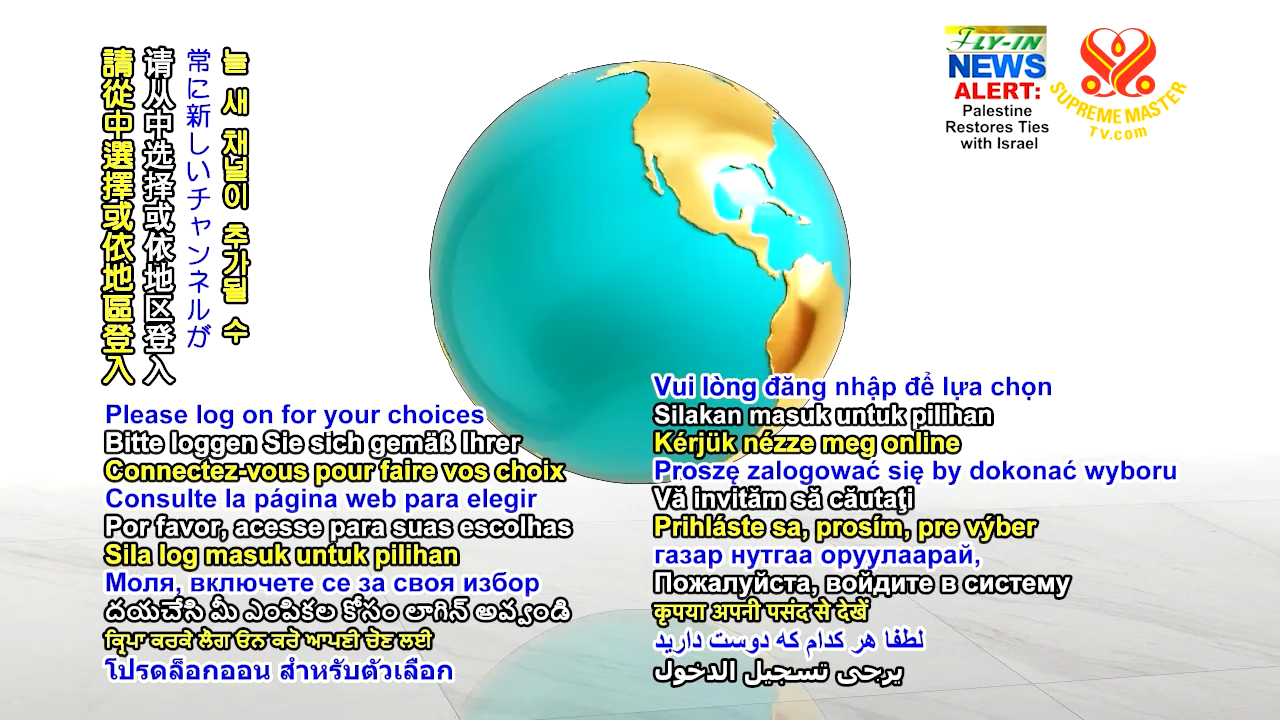 늘 새 채널이 추가될 수
常に新しいチャンネルが
请从中选择或依地区登入
請從中選擇或依地區登入
FLY-IN
NEWS
ALERT:
Palestine
Restores Ties
with Israel
SUPREME MASTER
TV.com
Please log on for your choices
Bitte loggen Sie sich gemäß Ihrer
Connectez-vous pour faire vos choix
Consulte la página web para elegir
Por favor, acesse para suas escolhas
Sila log masuk untuk pilihan
Моля, включете се за своя избор
దయచేసి మీ ఎంపికల కోసం లాగిన్ అవ్వండి
ਕ੍ਰਿਪਾ ਕਰਕੇ ਲੌਗ ਓਨ ਕਰੋ ਆਪਣੀ ਚੋਣ ਲਈ
โปรดล็อกออน สำหรับตัวเลือก
Vui lòng đăng nhập để lựa chọn
Silakan masuk untuk pilihan
Kérjük nézze meg online
Proszę zalogować się by dokonać wyboru
Vă invităm să căutaţi
Prihláste sa, prosím, pre výber
газар нутгаа оруулаарай,
Пожалуйста, войдите в систему
कृपया अपनी पसंद से देखें
لطفا هر کدام که دوست دارید
يرجى تسجيل الدخول